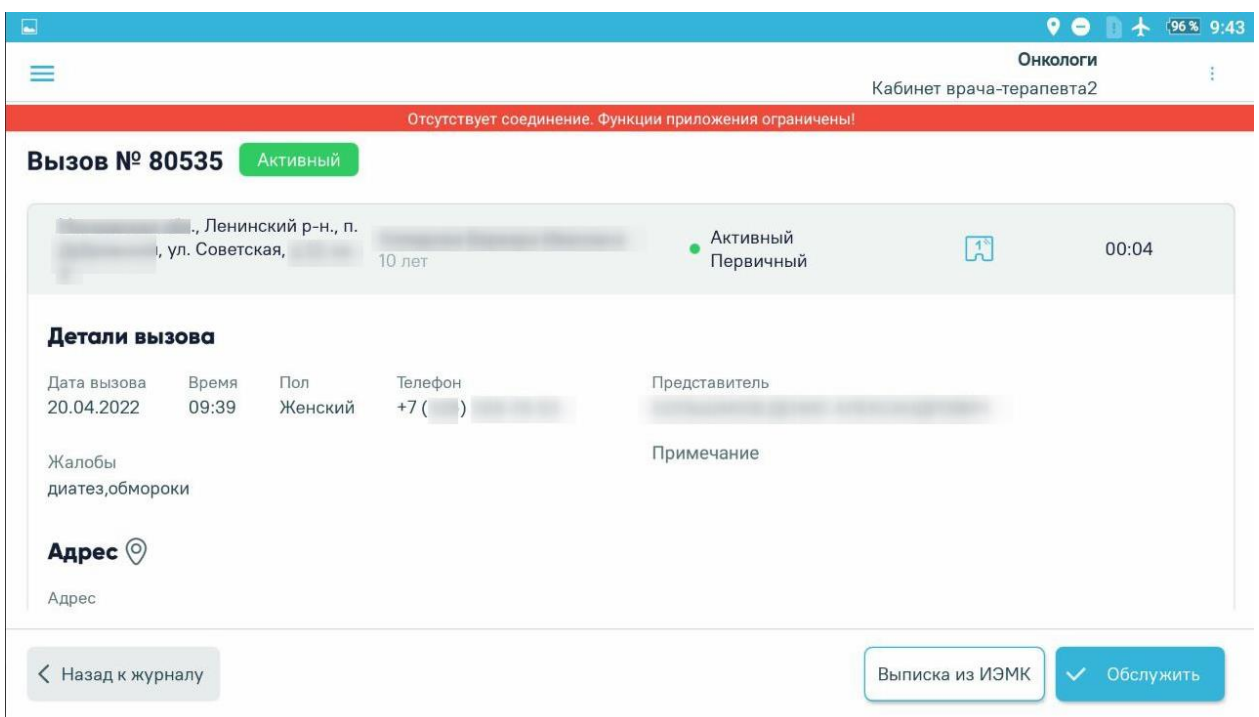 96 % 9:43
Онкологи
Кабинет врача-терапевта2
Отсутствует соединение. Функции приложения ограничены!
Вызов № 80535 Активный
., Ленинский р-н., п.
, ул. Советская,
10 лет
Активный
Первичный
1
00:04
Детали вызова
Дата вызова Время Пол Телефон Представитель
20.04.2022 09:39 Женский +7 ( )
Жалобы Примечание
диатез,обмороки
Адрес
Адрес
Назад к журналу Выписка из ИЭМК Обслужить